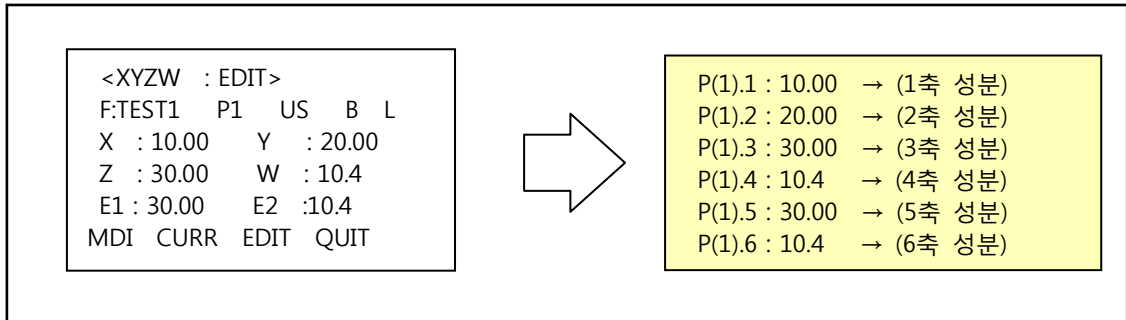 <XYZW : EDIT>
F:TEST1 P1 US B L
X : 10.00 Y : 20.00
Z : 30.00 W : 10.4
E1 : 30.00 E2 :10.4
MDI CURR EDIT QUIT
P(1).1 : 10.00 → (1축 성분)
P(1).2 : 20.00 → (2축 성분)
P(1).3 : 30.00 → (3축 성분)
P(1).4 : 10.4 → (4축 성분)
P(1).5 : 30.00 → (5축 성분)
P(1).6 : 10.4 → (6축 성분)